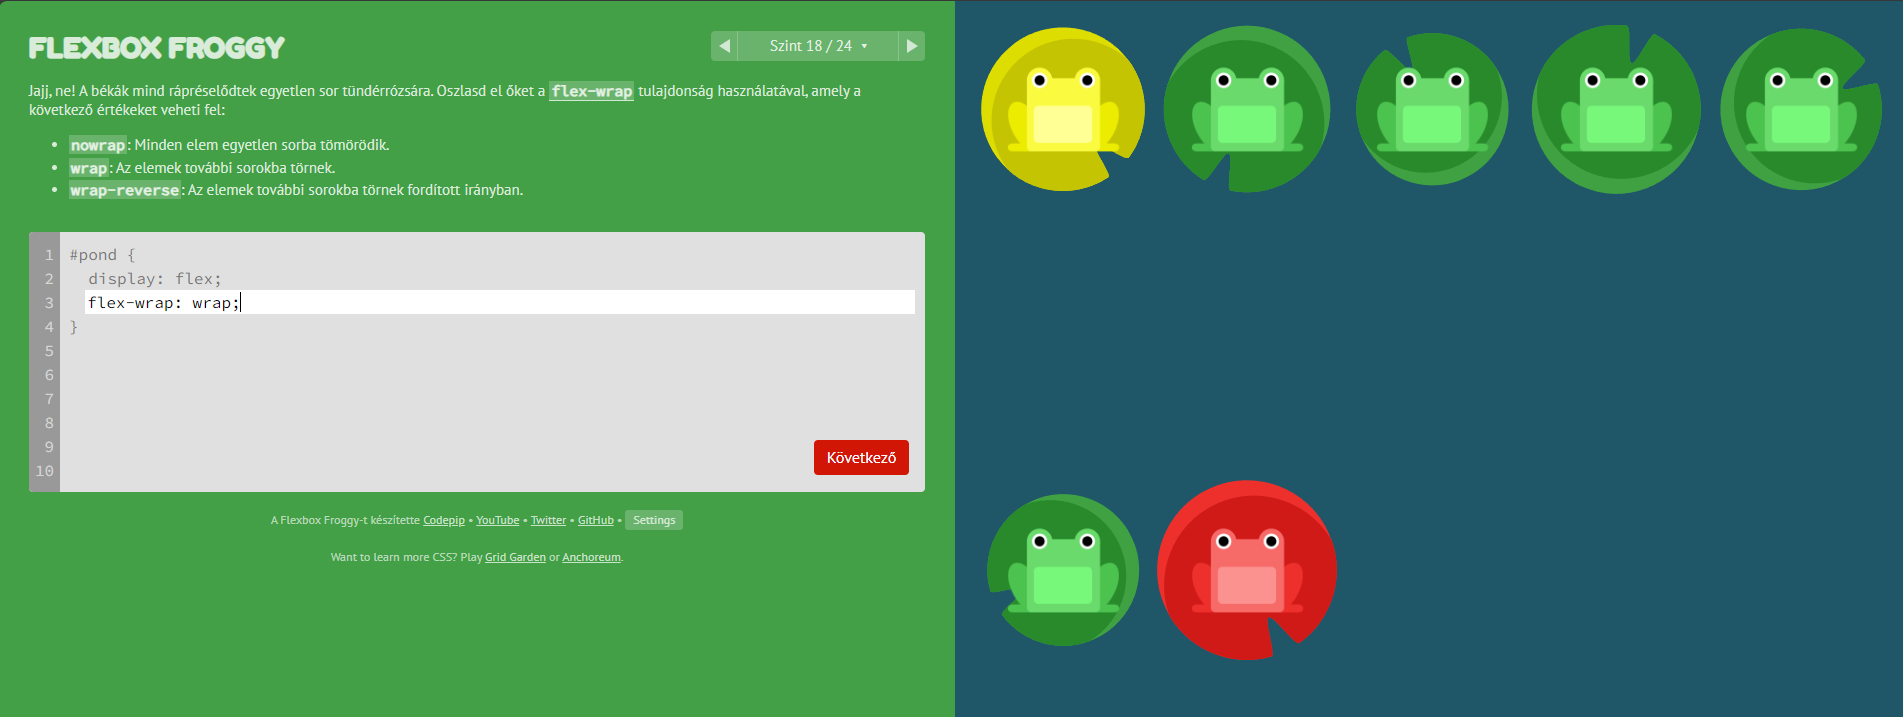 FLEXBOX FROGGY
Szint 18 / 24
Jajj, ne! A békák mind rápréselődtek egyetlen sor tündérrózsára. Oszlasd el őket a flex-wrap tulajdonság használatával, amely a
következő értékeket veheti fel:
• nowrap: Minden elem egyetlen sorba tömörödik.
• wrap: Az elemek további sorokba törnek.
• wrap-reverse: Az elemek további sorokba törnek fordított irányban.
1 #pond {
2 display: flex;
3 flex-wrap: wrap;
4 }
5
6
7
8
9
10
Következő
A Flexbox Froggy-t készítette Codepip • YouTube • Twitter • GitHub • Settings
Want to learn more CSS? Play Grid Garden or Anchoreum.